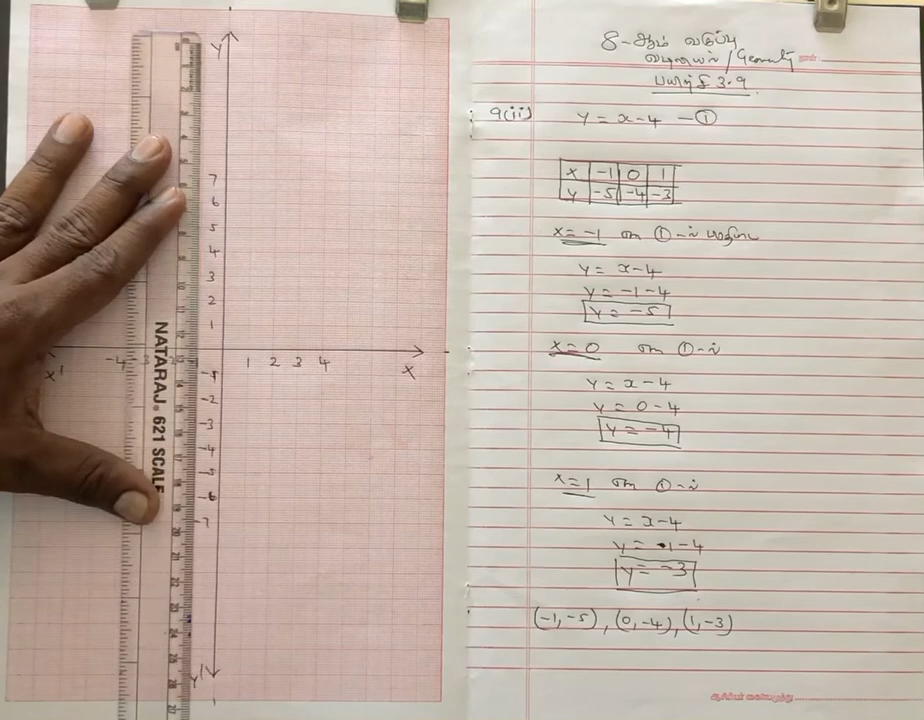 8-ஆம் வகுப்பு
வடிவியல் / Geometry
பயிற்சி 3.9
9(ii) y = x-4 —①
x -1 0 1
y -5 -4 -3
x = -1 என ①-ல் பிரதியிட
y = x-4
y = -1-4
y = -5
x = 0 என ①-ல்
y = x-4
y = 0-4
y = -4
x = 1 என ①-ல்
y = x-4
y = 1-4
y = -3
(-1,-5), (0,-4), (1,-3)
Y
7
6
5
4
3
2
1
X' -4 1 2 3 4 X
-1
-2
-3
-4
-5
-6
-7
Y'
NATARAJ 621 SCALE